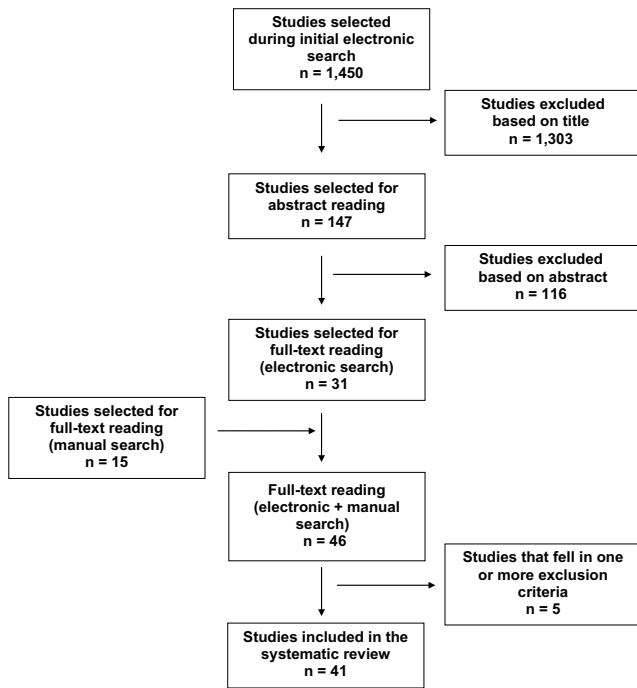 Studies selected
during initial electronic
search
n = 1,450
Studies excluded
based on title
n = 1,303
Studies selected for
abstract reading
n = 147
Studies excluded
based on abstract
n = 116
Studies selected for
full-text reading
(electronic search)
n = 31
Studies selected for
full-text reading
(manual search)
n = 15
Full-text reading
(electronic + manual
search)
n = 46
Studies that fell in one
or more exclusion
criteria
n = 5
Studies included in the
systematic review
n = 41